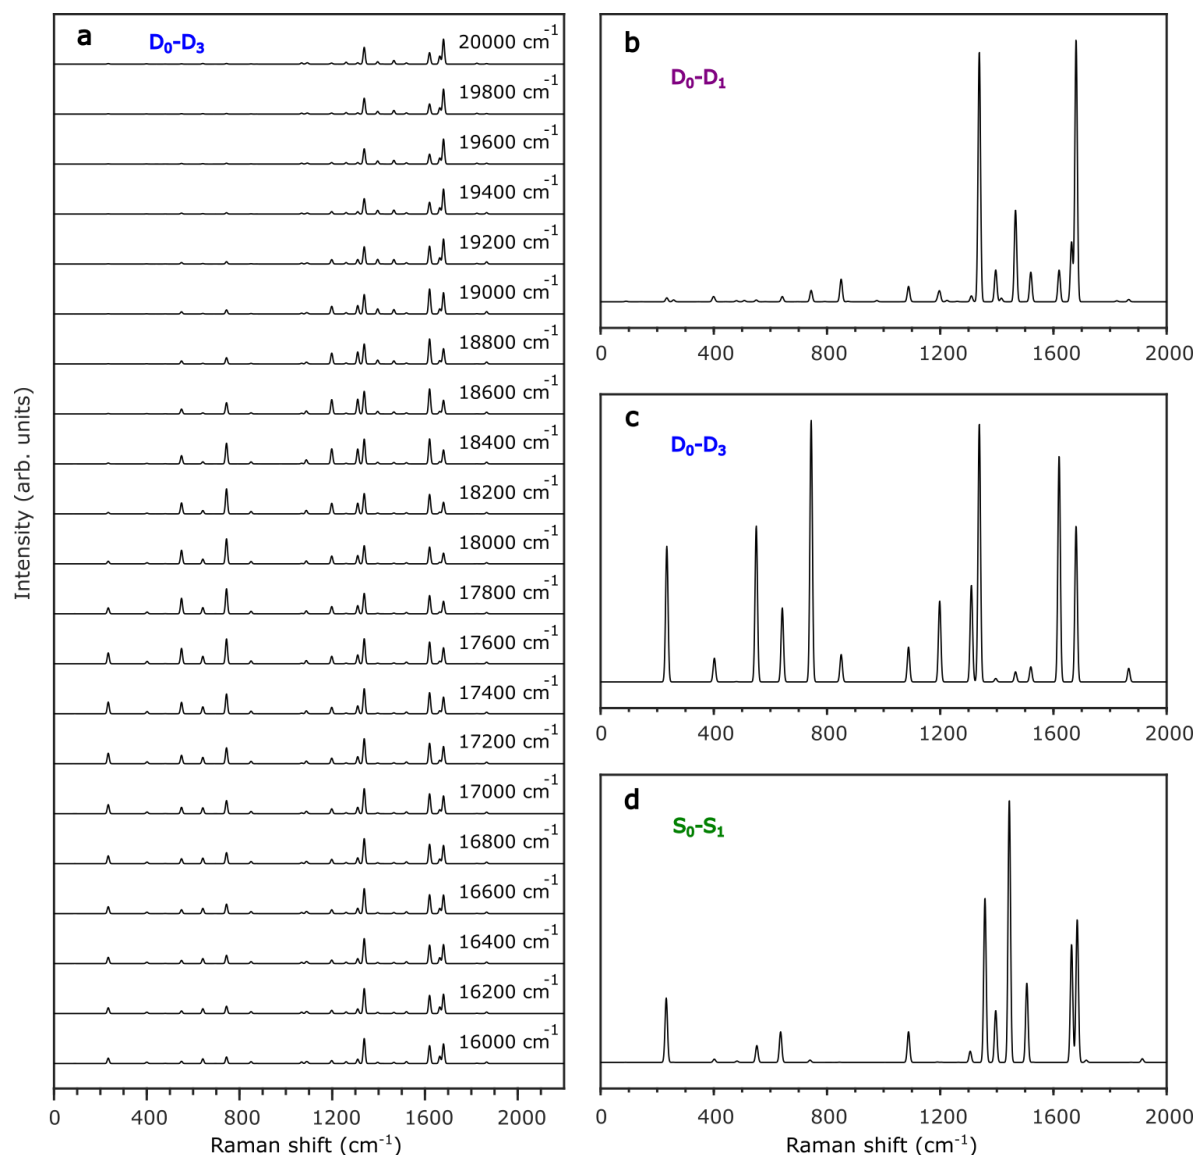 a
D₀-D₃
20000 cm⁻¹
19800 cm⁻¹
19600 cm⁻¹
19400 cm⁻¹
19200 cm⁻¹
19000 cm⁻¹
18800 cm⁻¹
18600 cm⁻¹
18400 cm⁻¹
18200 cm⁻¹
18000 cm⁻¹
17800 cm⁻¹
17600 cm⁻¹
17400 cm⁻¹
17200 cm⁻¹
17000 cm⁻¹
16800 cm⁻¹
16600 cm⁻¹
16400 cm⁻¹
16200 cm⁻¹
16000 cm⁻¹
Intensity (arb. units)
0 400 800 1200 1600 2000
Raman shift (cm⁻¹)
b
D₀-D₁
0 400 800 1200 1600 2000
c
D₀-D₃
0 400 800 1200 1600 2000
d
S₀-S₁
0 400 800 1200 1600 2000
Raman shift (cm⁻¹)